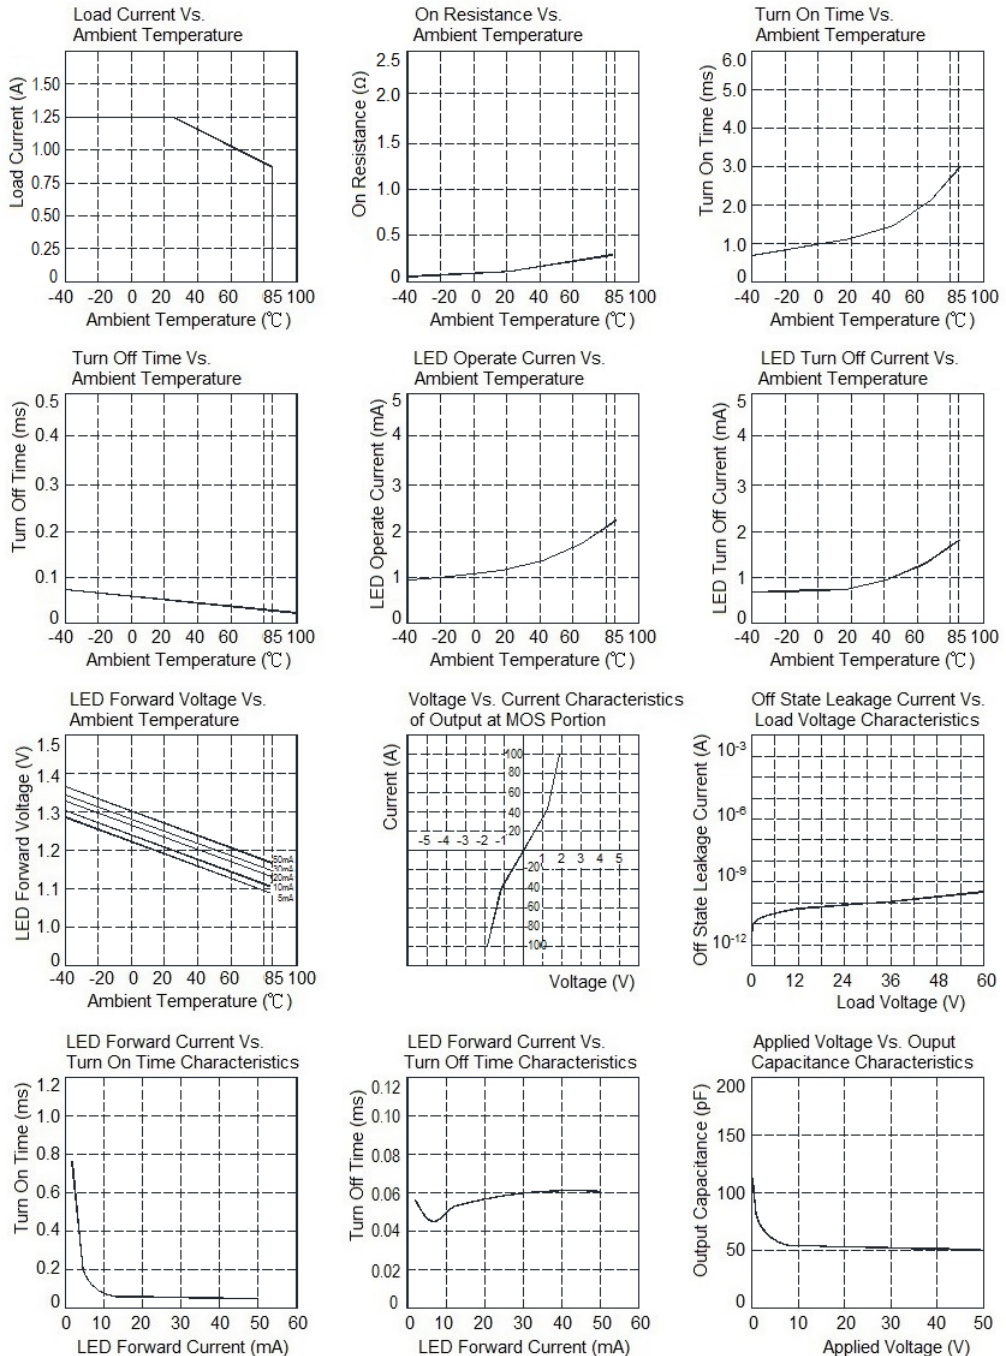 Load Current Vs.
Ambient Temperature
Load Current (A)
1.50
1.25
1.00
0.75
0.50
0.25
0
-40 -20 0 20 40 60 85 100
Ambient Temperature (℃)
On Resistance Vs.
Ambient Temperature
On Resistance (Ω)
2.5
2.0
1.5
1.0
0.5
0
-40 -20 0 20 40 60 85 100
Ambient Temperature (℃)
Turn On Time Vs.
Ambient Temperature
Turn On Time (ms)
6.0
5.0
4.0
3.0
2.0
1.0
0
-40 -20 0 20 40 60 85 100
Ambient Temperature (℃)
Turn Off Time Vs.
Ambient Temperature
Turn Off Time (ms)
0.5
0.4
0.3
0.2
0.1
0
-40 -20 0 20 40 60 85 100
Ambient Temperature (℃)
LED Operate Curren Vs.
Ambient Temperature
LED Operate Current (mA)
5
4
3
2
1
0
-40 -20 0 20 40 60 85 100
Ambient Temperature (℃)
LED Turn Off Current Vs.
Ambient Temperature
LED Turn Off Current (mA)
5
4
3
2
1
0
-40 -20 0 20 40 60 85 100
Ambient Temperature (℃)
LED Forward Voltage Vs.
Ambient Temperature
LED Forward Voltage (V)
1.5
1.4
1.3
1.2
1.1
1.0
0
50mA
30mA
20mA
10mA
5mA
-40 -20 0 20 40 60 85 100
Ambient Temperature (℃)
Voltage Vs. Current Characteristics
of Output at MOS Portion
Current (A)
100
80
60
40
20
-5 -4 -3 -2 -1
1 2 3 4 5
-20
-40
-60
-80
-100
Voltage (V)
Off State Leakage Current Vs.
Load Voltage Characteristics
Off State Leakage Current (A)
10⁻³
10⁻⁶
10⁻⁹
10⁻¹²
0 12 24 36 48 60
Load Voltage (V)
LED Forward Current Vs.
Turn On Time Characteristics
Turn On Time (ms)
1.2
1.0
0.8
0.6
0.4
0.2
0
0 10 20 30 40 50 60
LED Forward Current (mA)
LED Forward Current Vs.
Turn Off Time Characteristics
Turn Off Time (ms)
0.12
0.10
0.08
0.06
0.04
0.02
0
0 10 20 30 40 50 60
LED Forward Current (mA)
Applied Voltage Vs. Ouput
Capacitance Characteristics
Output Capacitance (pF)
200
150
100
50
0
0 10 20 30 40 50
Applied Voltage (V)